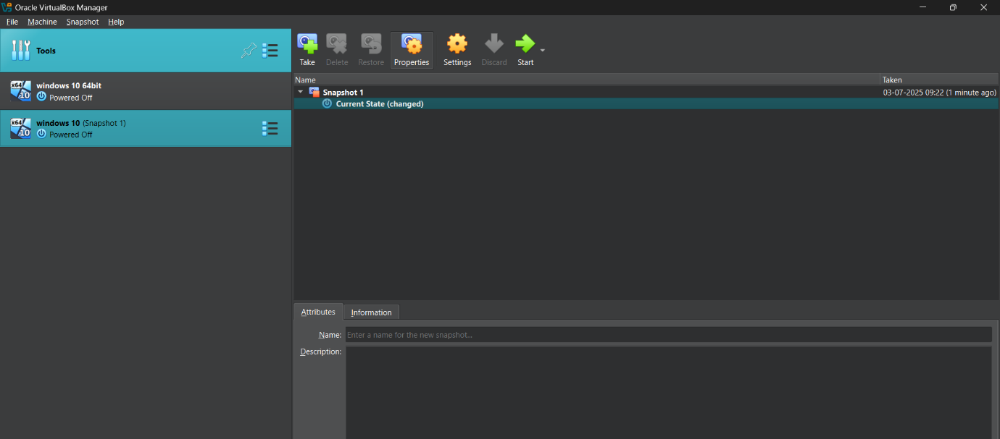 Oracle VirtualBox Manager
File Machine Snapshot Help
Tools
Take Delete Restore Properties Settings Discard Start
Name Taken
x64 10 windows 10 64bit
Powered Off
Snapshot 1 03-07-2025 09:22 (1 minute ago)
Current State (changed)
x64 10 windows 10 (Snapshot 1)
Powered Off
Attributes Information
Name: Enter a name for the new snapshot...
Description: